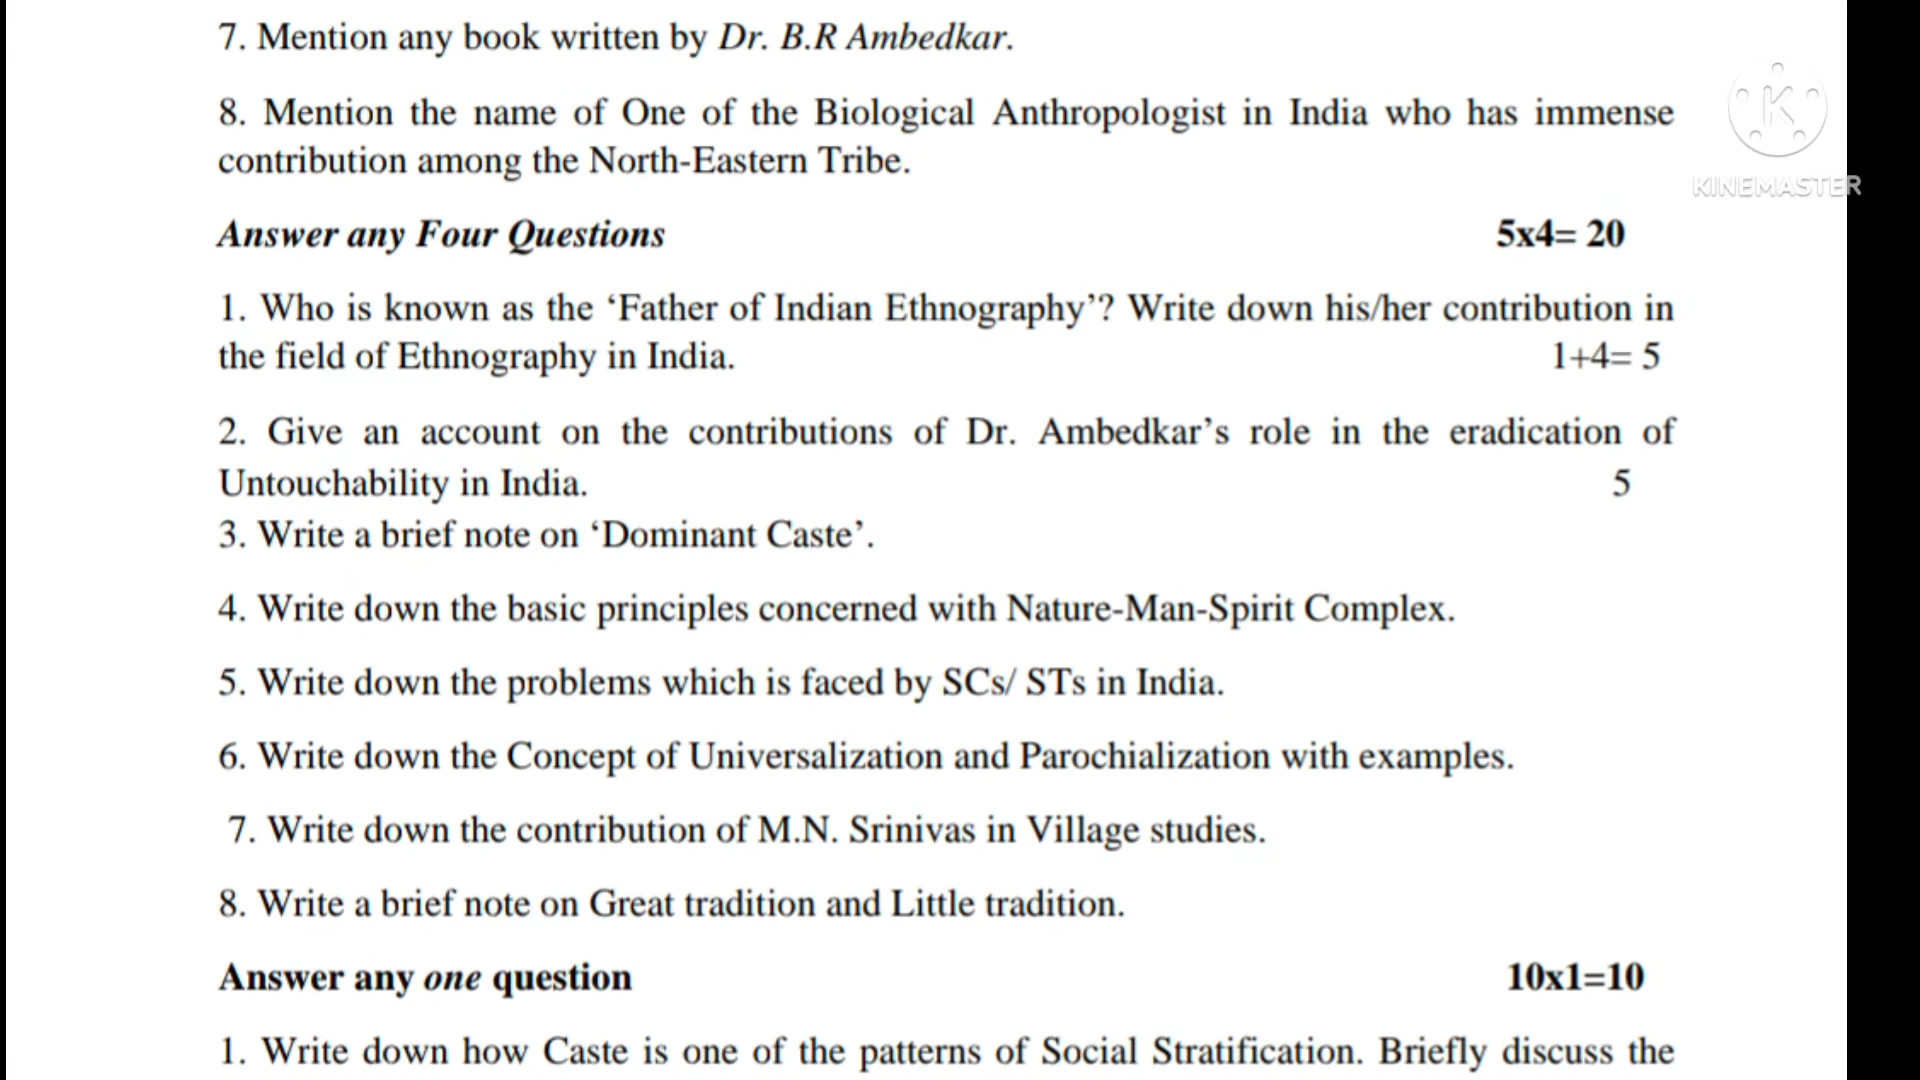 7. Mention any book written by Dr. B.R Ambedkar.
8. Mention the name of One of the Biological Anthropologist in India who has immense
contribution among the North-Eastern Tribe.
KINEMASTER
Answer any Four Questions 5x4= 20
1. Who is known as the ‘Father of Indian Ethnography’? Write down his/her contribution in
the field of Ethnography in India. 1+4= 5
2. Give an account on the contributions of Dr. Ambedkar’s role in the eradication of
Untouchability in India. 5
3. Write a brief note on ‘Dominant Caste’.
4. Write down the basic principles concerned with Nature-Man-Spirit Complex.
5. Write down the problems which is faced by SCs/ STs in India.
6. Write down the Concept of Universalization and Parochialization with examples.
7. Write down the contribution of M.N. Srinivas in Village studies.
8. Write a brief note on Great tradition and Little tradition.
Answer any one question 10x1=10
1. Write down how Caste is one of the patterns of Social Stratification. Briefly discuss the